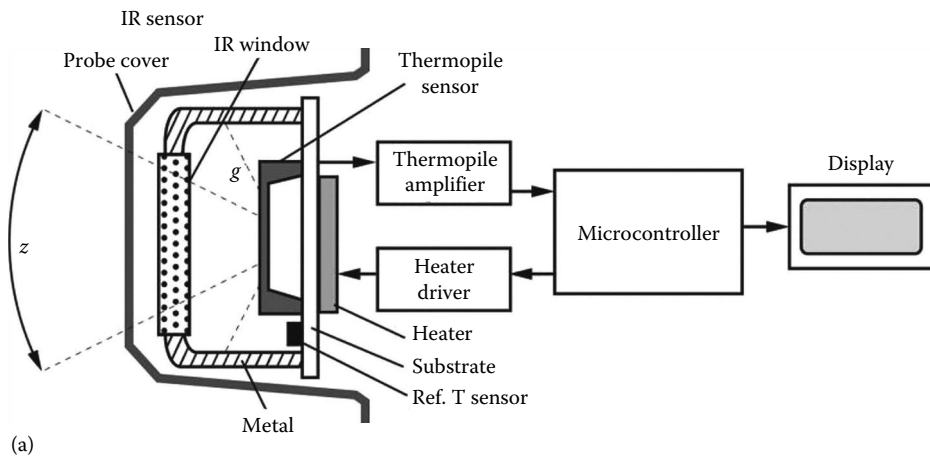 IR sensor
IR window
Probe cover
Thermopile
sensor
g
z
Thermopile
amplifier
Display
Microcontroller
Heater
driver
Heater
Substrate
Ref. T sensor
Metal
(a)